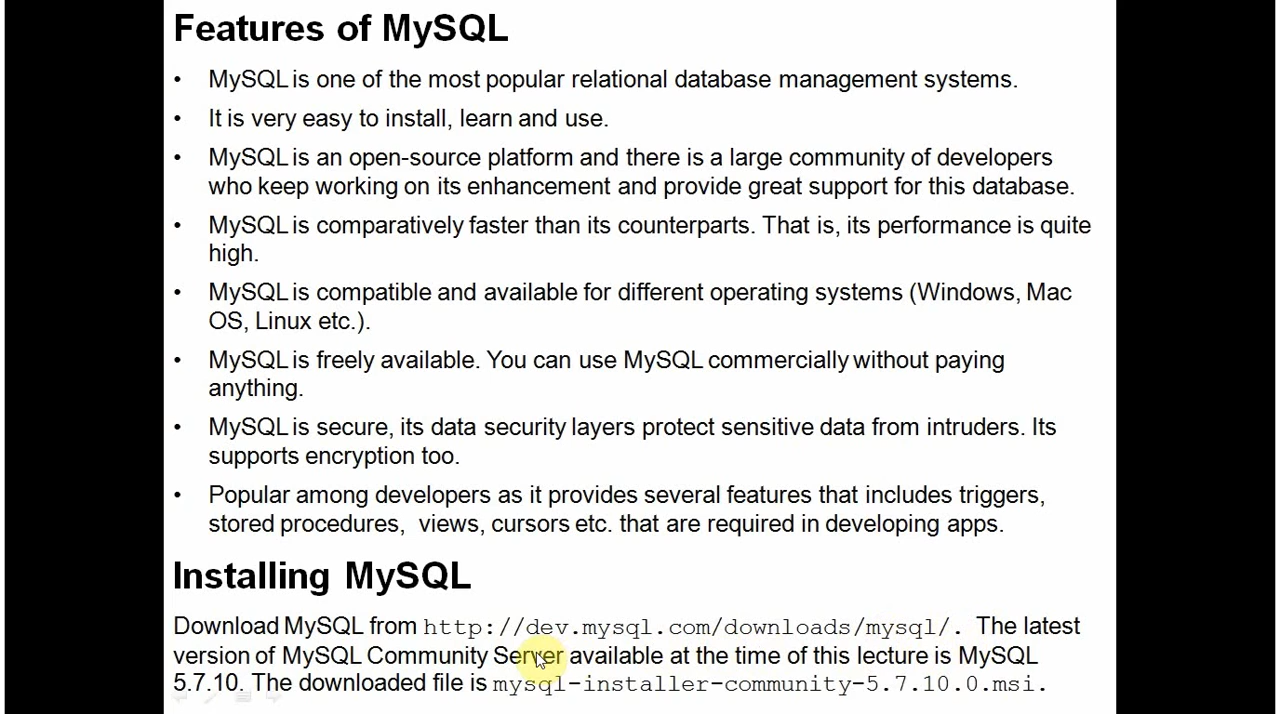 Features of MySQL
• MySQL is one of the most popular relational database management systems.
• It is very easy to install, learn and use.
• MySQL is an open-source platform and there is a large community of developers
who keep working on its enhancement and provide great support for this database.
• MySQL is comparatively faster than its counterparts. That is, its performance is quite
high.
• MySQL is compatible and available for different operating systems (Windows, Mac
OS, Linux etc.).
• MySQL is freely available. You can use MySQL commercially without paying
anything.
• MySQL is secure, its data security layers protect sensitive data from intruders. Its
supports encryption too.
• Popular among developers as it provides several features that includes triggers,
stored procedures, views, cursors etc. that are required in developing apps.
Installing MySQL
Download MySQL from http://dev.mysql.com/downloads/mysql/. The latest
version of MySQL Community Server available at the time of this lecture is MySQL
5.7.10. The downloaded file is mysql-installer-community-5.7.10.0.msi.